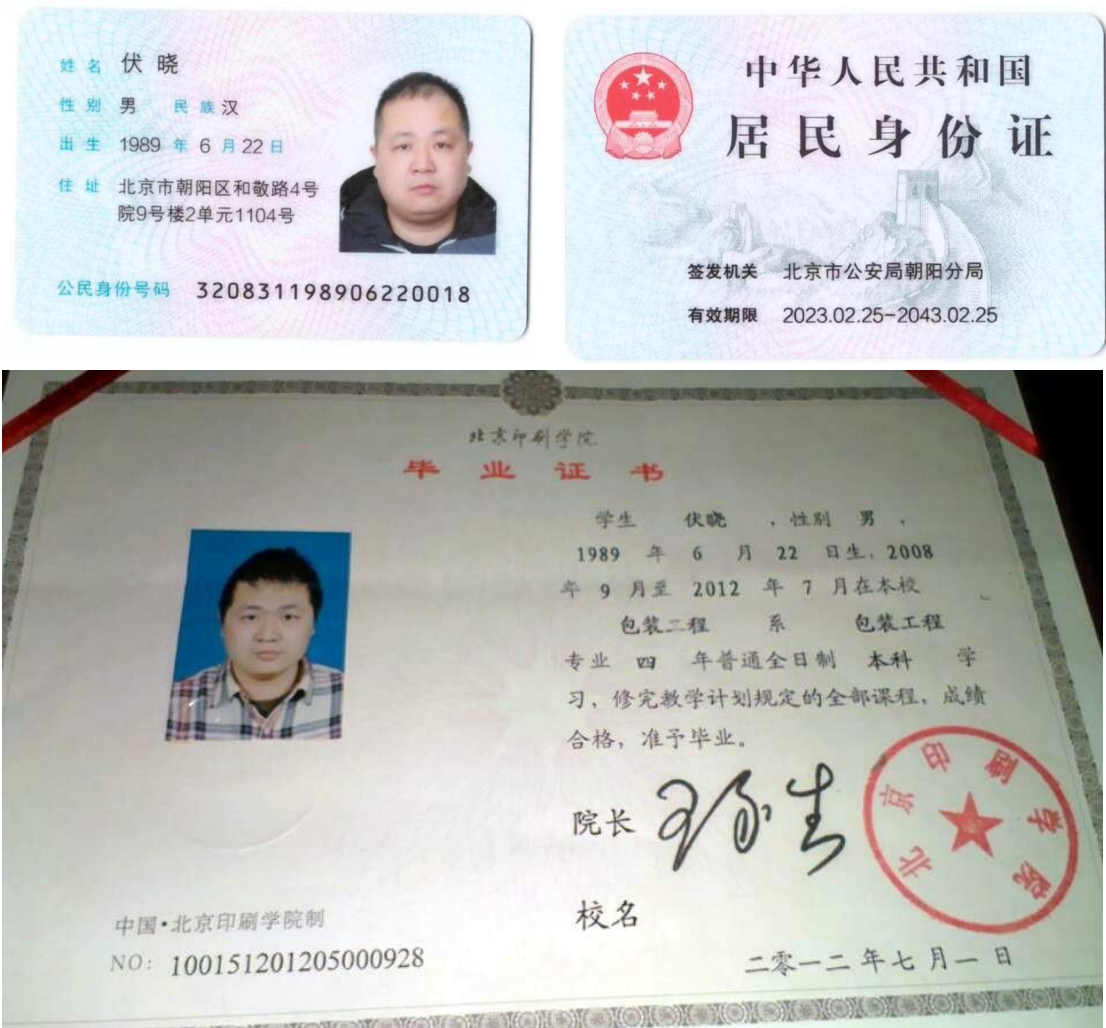 姓名 伏晓
性别 男 民族 汉
出生 1989 年 6 月 22 日
住址 北京市朝阳区和敬路4号
院9号楼2单元1104号
公民身份号码 320831198906220018
中华人民共和国
居民身份证
签发机关 北京市公安局朝阳分局
有效期限 2023.02.25-2043.02.25
北京印刷学院
毕业证书
学生 伏晓 ,性别 男 ,
1989 年 6 月 22 日生,2008
年 9 月至 2012 年 7 月在本校
包装工程 系 包装工程
专业 四 年普通全日制 本科 学
习,修完教学计划规定的全部课程,成绩
合格,准予毕业。
院长
北京印刷学院
校名
中国·北京印刷学院制
NO: 100151201205000928
二零一二年七月一日